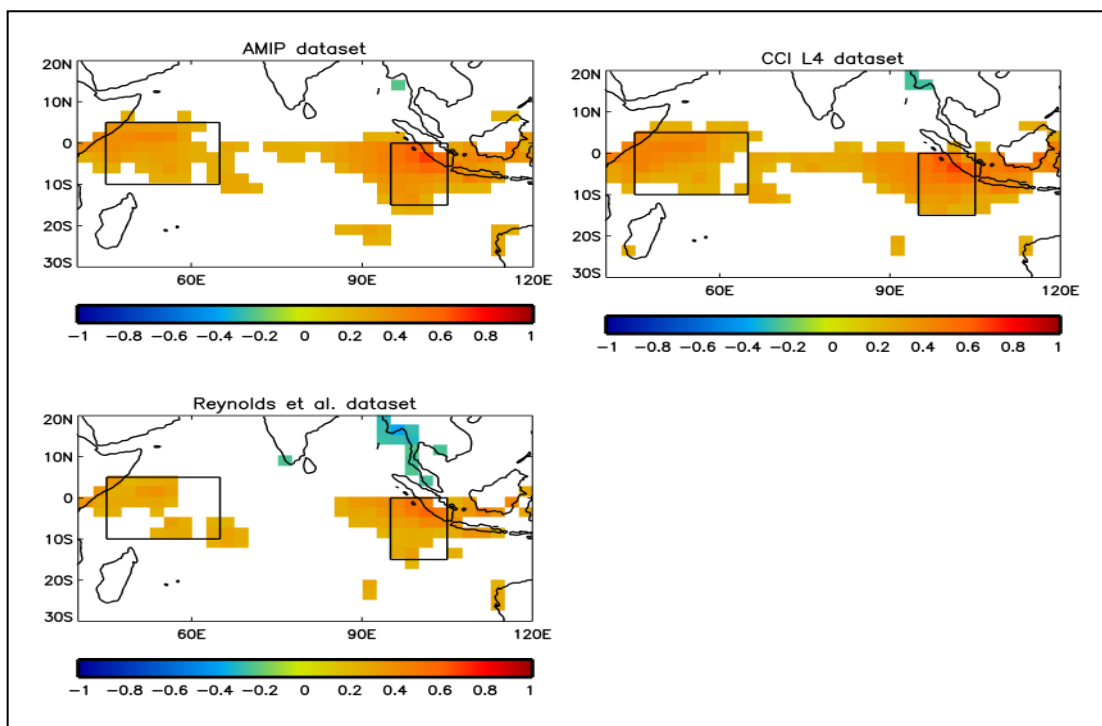 AMIP dataset
20N
10N
0
10S
20S
30S
60E 90E 120E
-1 -0.8 -0.6 -0.4 -0.2 0 0.2 0.4 0.6 0.8 1
CCI L4 dataset
20N
10N
0
10S
20S
30S
60E 90E 120E
-1 -0.8 -0.6 -0.4 -0.2 0 0.2 0.4 0.6 0.8 1
Reynolds et al. dataset
20N
10N
0
10S
20S
30S
60E 90E 120E
-1 -0.8 -0.6 -0.4 -0.2 0 0.2 0.4 0.6 0.8 1